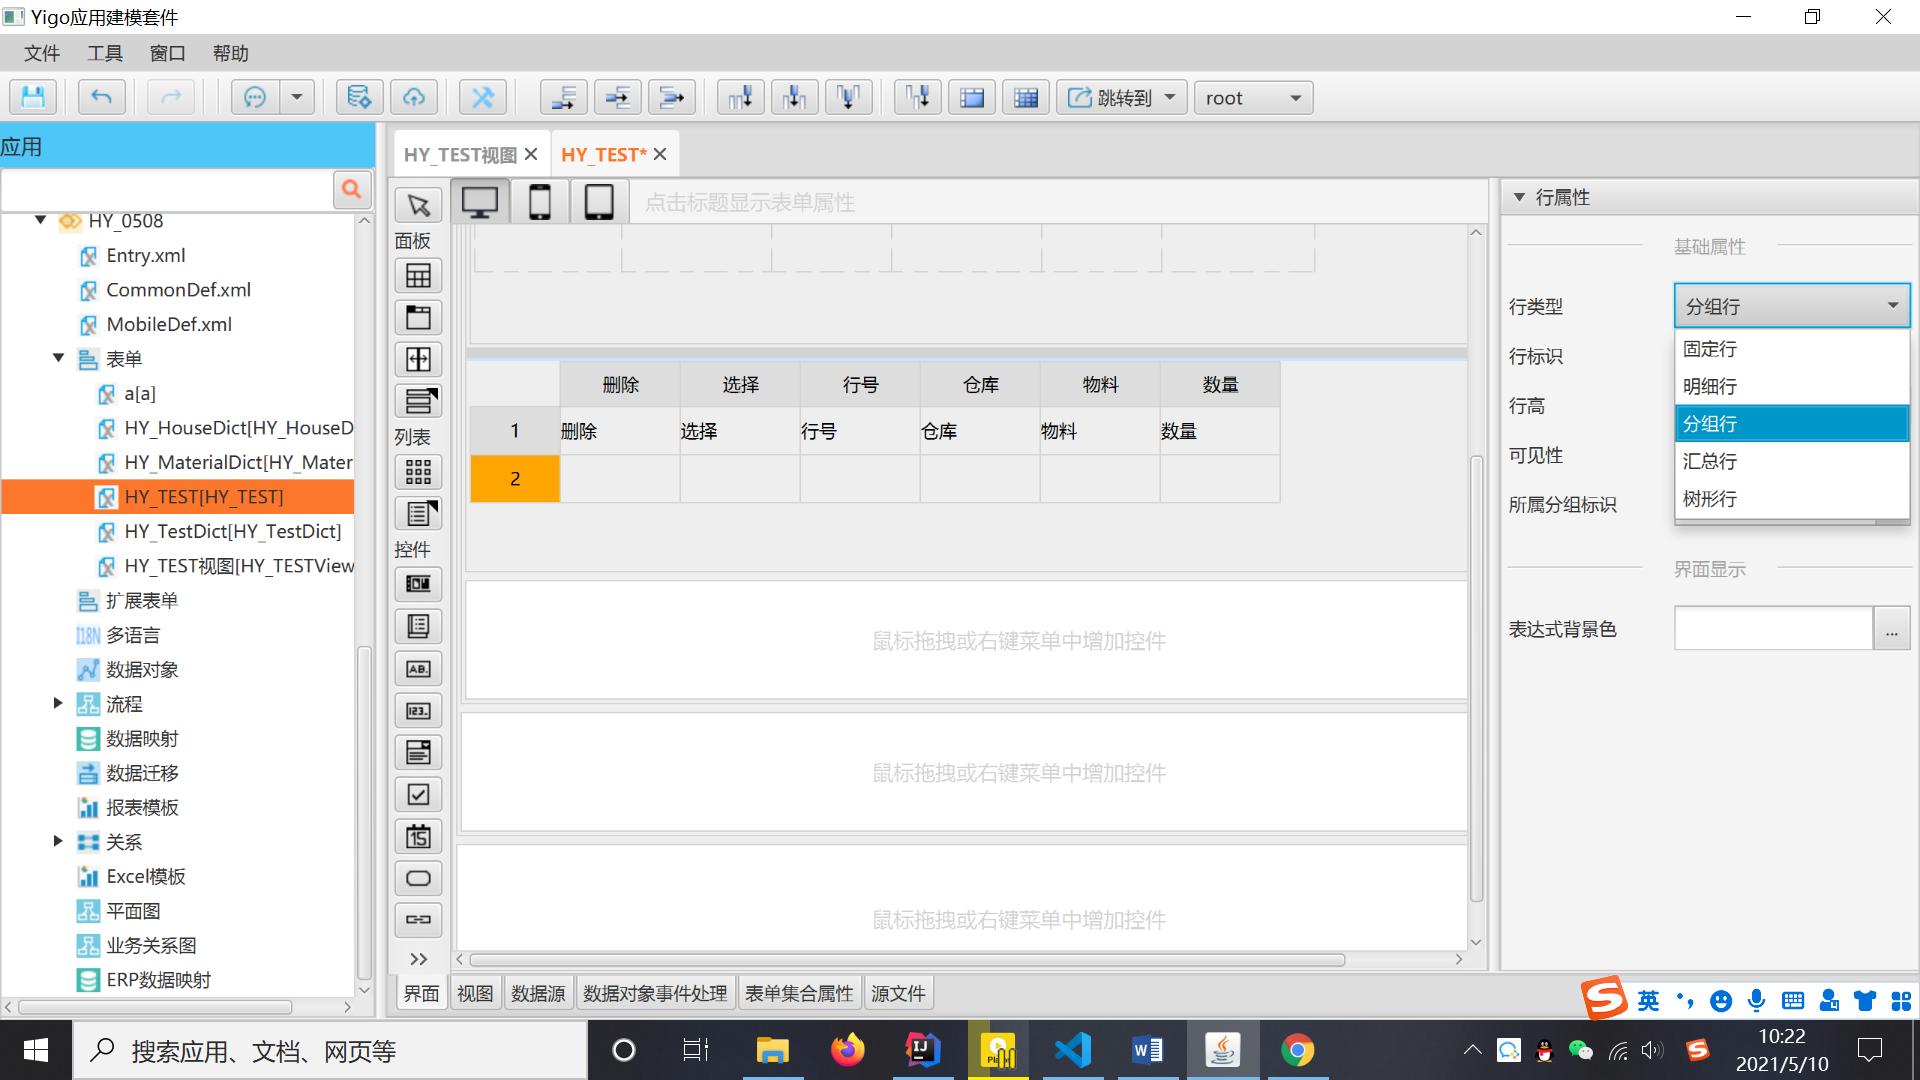 Yigo应用建模套件
文件 工具 窗口 帮助
跳转到 root
应用
HY_TEST视图 HY_TEST*
点击标题显示表单属性
HY_0508
Entry.xml
CommonDef.xml
MobileDef.xml
表单
a[a]
HY_HouseDict[HY_HouseD
HY_MaterialDict[HY_Mater
HY_TEST[HY_TEST]
HY_TestDict[HY_TestDict]
HY_TEST视图[HY_TESTView
扩展表单
I18N 多语言
数据对象
流程
数据映射
数据迁移
报表模板
关系
Excel模板
平面图
业务关系图
ERP数据映射
面板
列表
控件
AB.
123.
15
删除 选择 行号 仓库 物料 数量
1 删除 选择 行号 仓库 物料 数量
2
鼠标拖拽或右键菜单中增加控件
鼠标拖拽或右键菜单中增加控件
鼠标拖拽或右键菜单中增加控件
界面 视图 数据源 数据对象事件处理 表单集合属性 源文件
行属性
基础属性
行类型 分组行
固定行
明细行
分组行
汇总行
树形行
行标识
行高
可见性
所属分组标识
界面显示
表达式背景色 ...
英
搜索应用、文档、网页等
10:22
2021/5/10